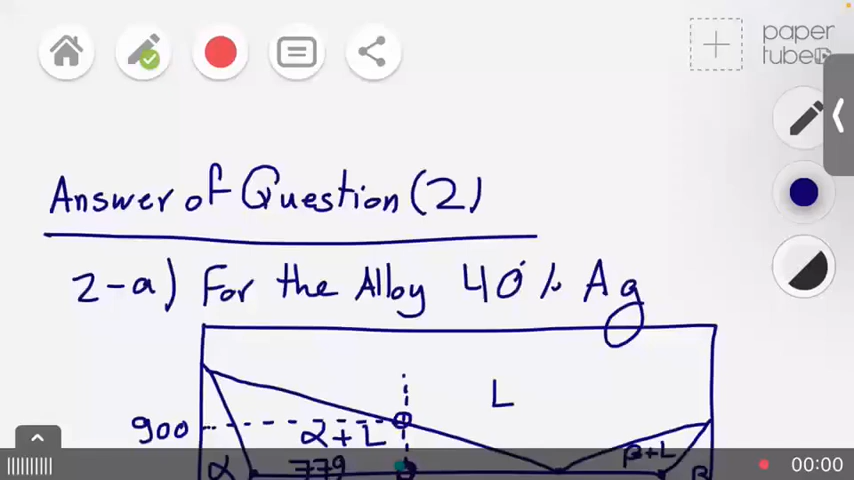 paper
tube
Answer of Question (2)
2-a) For the Alloy 40% Ag
L
900
α+L
β+L
α
779
β
00:00